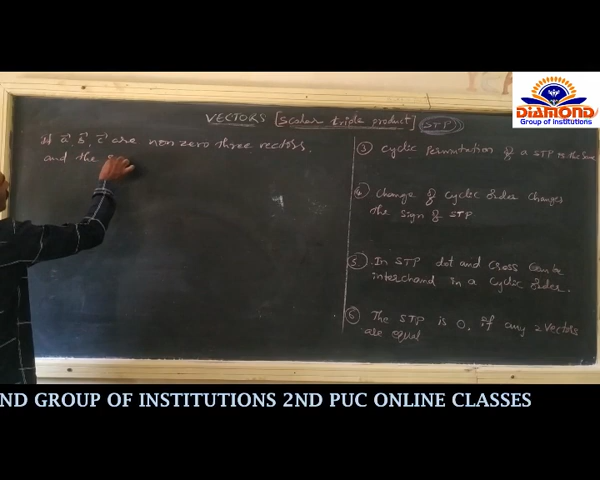 DIAMOND
Group of institutions
VECTORS [Scalar triple product] STP
If a⃗, b⃗, c⃗ are non zero three vectors.
and the
③ Cyclic Permutation of a STP is the same
④ Change of cyclic order changes
the sign of STP
⑤ In STP dot and cross can be
interchand in a cyclic order.
⑥ The STP is 0, if any 2 vectors
are equal
ND GROUP OF INSTITUTIONS 2ND PUC ONLINE CLASSES